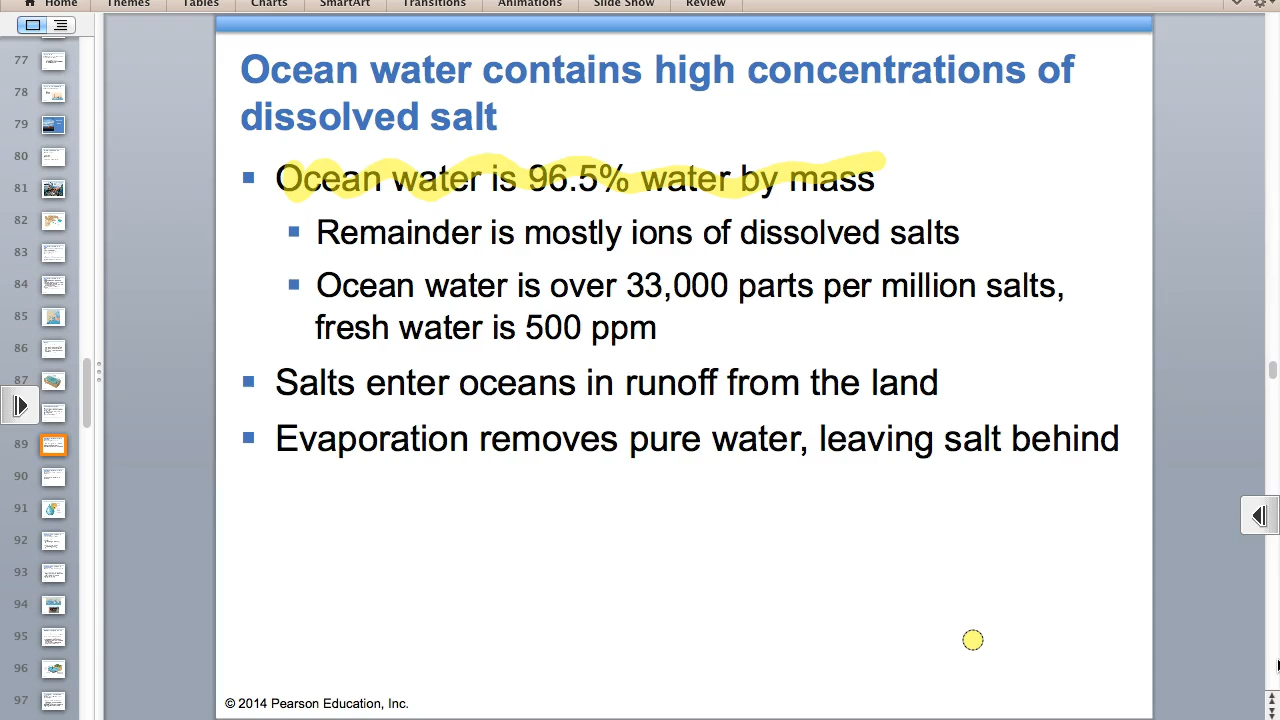 Home Themes Tables Charts SmartArt Transitions Animations Slide Show Review
77
78
79
80
81
82
83
84
85
86
87
89
90
91
92
93
94
95
96
97
Ocean water contains high concentrations of
dissolved salt
Ocean water is 96.5% water by mass
Remainder is mostly ions of dissolved salts
Ocean water is over 33,000 parts per million salts,
fresh water is 500 ppm
Salts enter oceans in runoff from the land
Evaporation removes pure water, leaving salt behind
© 2014 Pearson Education, Inc.